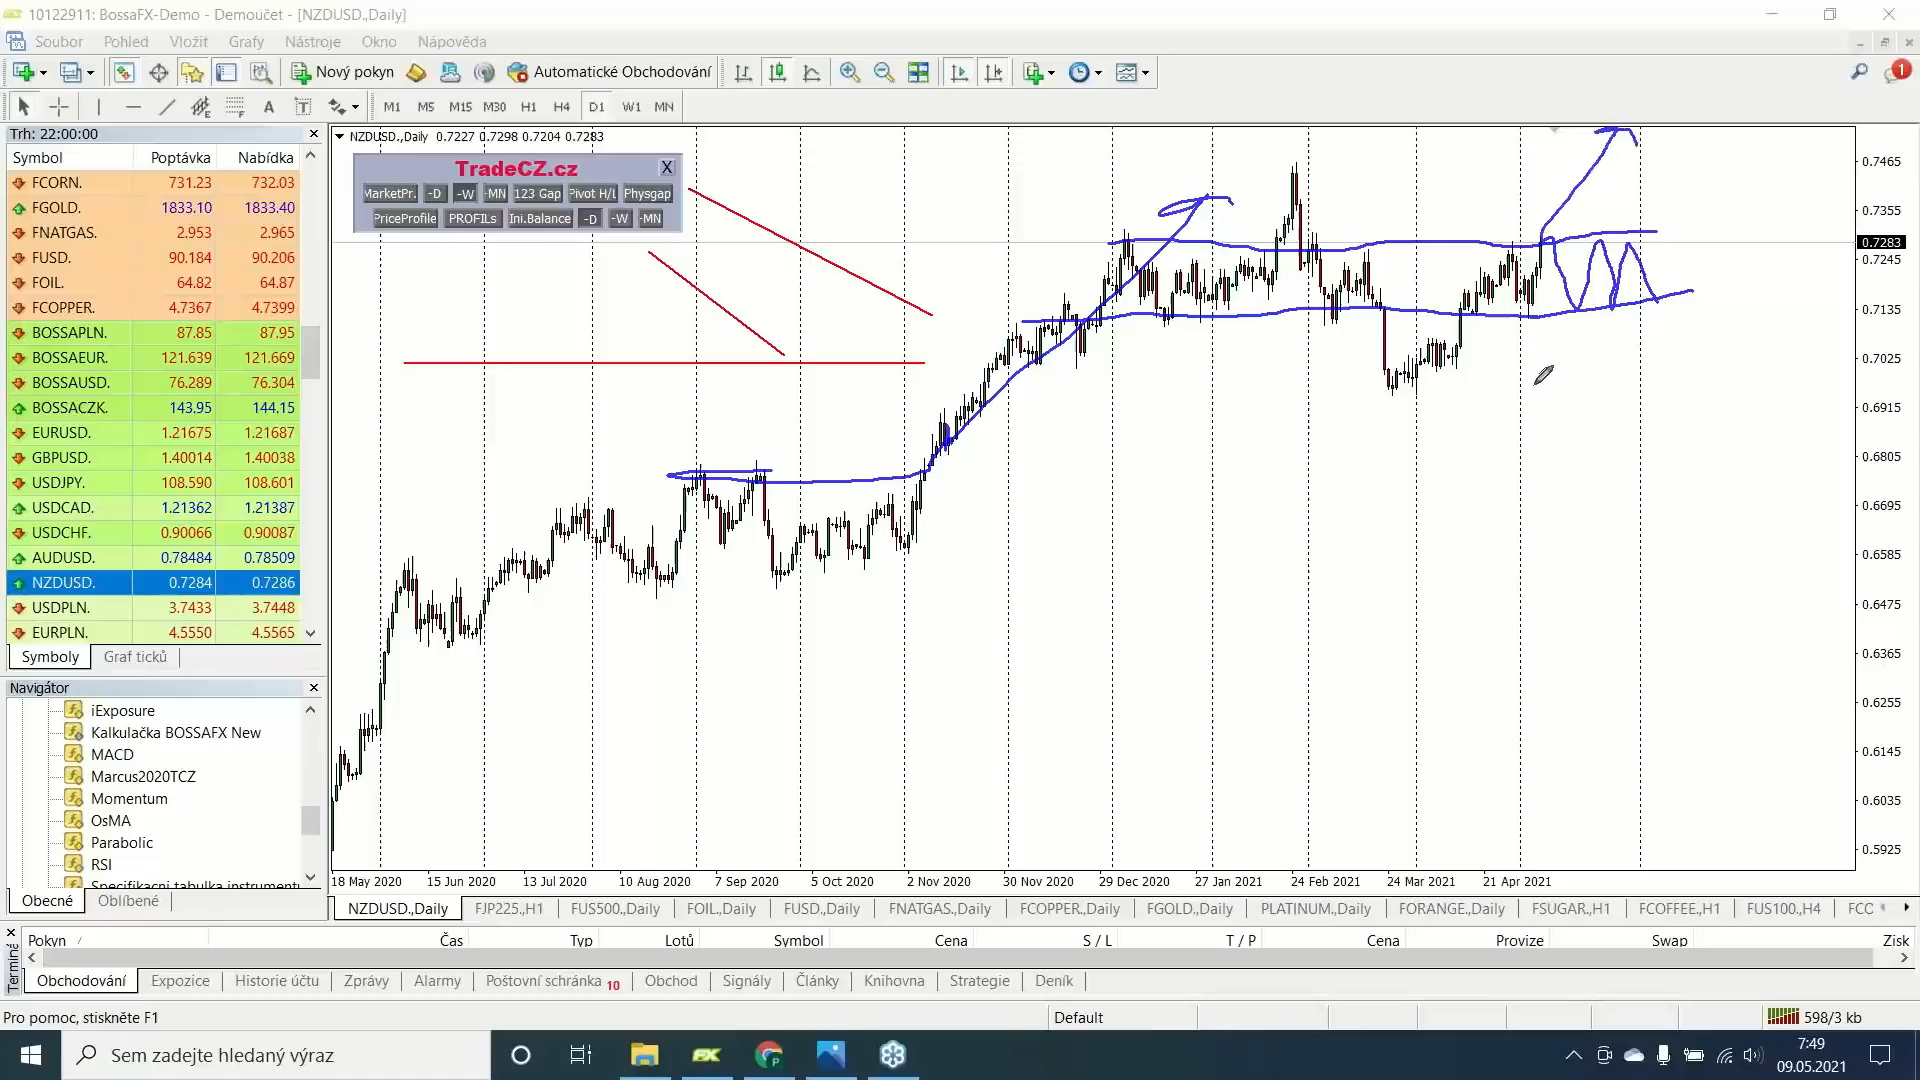 10122911: BossaFX-Demo - Demoúčet - [NZDUSD.,Daily]
Soubor Pohled Vložit Grafy Nástroje Okno Nápověda
Nový pokyn Automatické Obchodování 1
A T M1 M5 M15 M30 H1 H4 D1 W1 MN
Trh: 22:00:00
Symbol Poptávka Nabídka
FCORN. 731.23 732.03
FGOLD. 1833.10 1833.40
FNATGAS. 2.953 2.965
FUSD. 90.184 90.206
FOIL. 64.82 64.87
FCOPPER. 4.7367 4.7399
BOSSAPLN. 87.85 87.95
BOSSAEUR. 121.639 121.669
BOSSAUSD. 76.289 76.304
BOSSACZK. 143.95 144.15
EURUSD. 1.21675 1.21687
GBPUSD. 1.40014 1.40038
USDJPY. 108.590 108.601
USDCAD. 1.21362 1.21387
USDCHF. 0.90066 0.90087
AUDUSD. 0.78484 0.78509
NZDUSD. 0.7284 0.7286
USDPLN. 3.7433 3.7448
EURPLN. 4.5550 4.5565
Symboly Graf ticků
Navigátor
iExposure
Kalkulačka BOSSAFX New
MACD
Marcus2020TCZ
Momentum
OsMA
Parabolic
RSI
Specifikacni tabulka instrument
Obecné Oblíbené
NZDUSD.,Daily 0.7227 0.7298 0.7204 0.7283
TradeCZ.cz X
MarketPr. -D -W -MN 123 Gap Pivot H/L Physgap
PriceProfile PROFILs Ini.Balance -D -W -MN
0.7465
0.7355
0.7283
0.7245
0.7135
0.7025
0.6915
0.6805
0.6695
0.6585
0.6475
0.6365
0.6255
0.6145
0.6035
0.5925
18 May 2020 15 Jun 2020 13 Jul 2020 10 Aug 2020 7 Sep 2020 5 Oct 2020 2 Nov 2020 30 Nov 2020 29 Dec 2020 27 Jan 2021 24 Feb 2021 24 Mar 2021 21 Apr 2021
NZDUSD.,Daily FJP225.,H1 FUS500.,Daily FOIL.,Daily FUSD.,Daily FNATGAS.,Daily FCOPPER.,Daily FGOLD.,Daily PLATINUM.,Daily FORANGE.,Daily FSUGAR.,H1 FCOFFEE.,H1 FUS100.,H4 FCO
Pokyn Čas Typ Lotů Symbol Cena S / L T / P Cena Provize Swap Zisk
Terminá
Obchodování Expozice Historie účtu Zprávy Alarmy Poštovní schránka 10 Obchod Signály Články Knihovna Strategie Deník
Pro pomoc, stiskněte F1 Default 598/3 kb
Sem zadejte hledaný výraz
7:49
09.05.2021